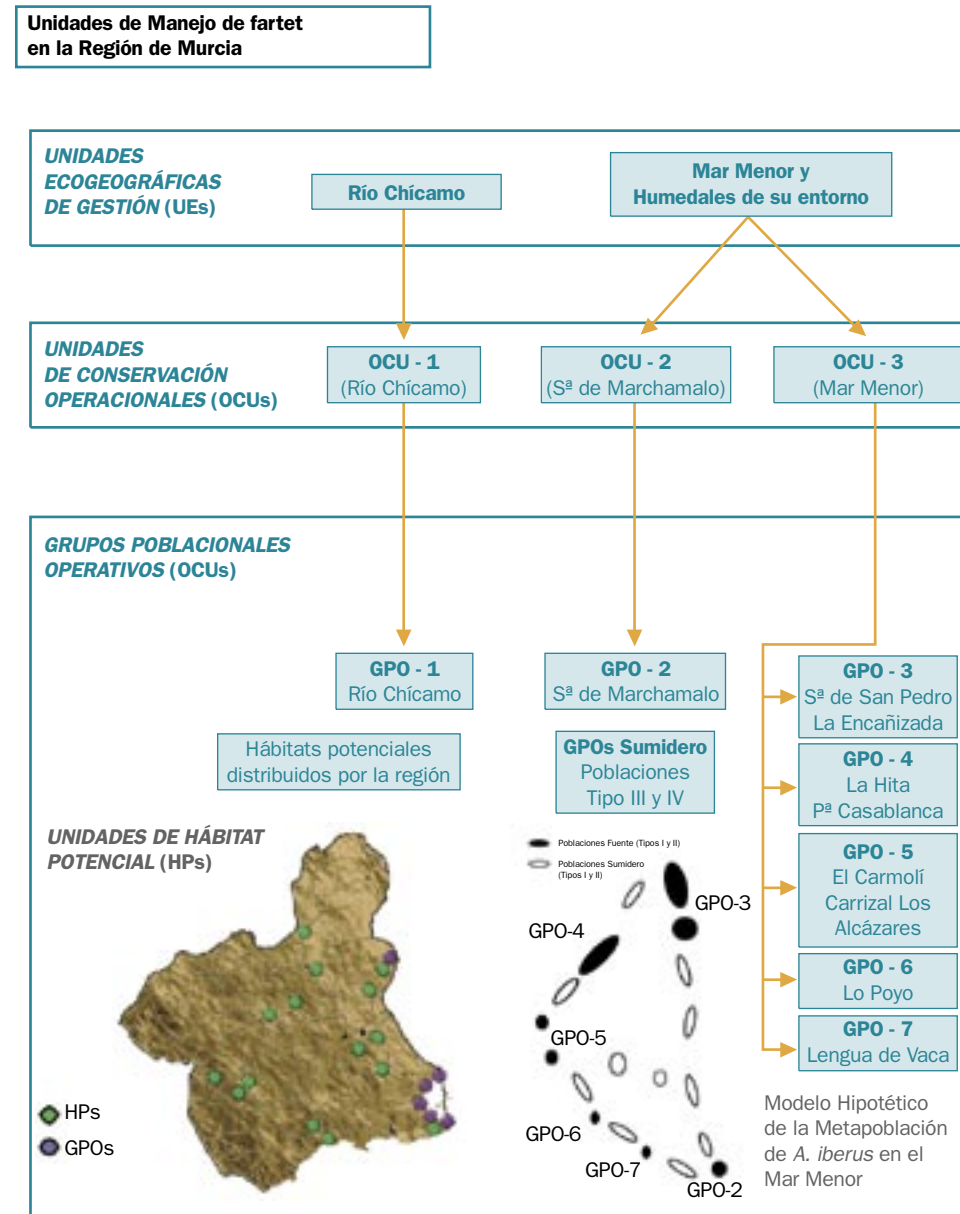 Unidades de Manejo de fartet
en la Región de Murcia
UNIDADES
ECOGEOGRÁFICAS
DE GESTIÓN (UEs)
Río Chícamo
Mar Menor y
Humedales de su entorno
UNIDADES
DE CONSERVACIÓN
OPERACIONALES (OCUs)
OCU - 1
(Río Chícamo)
OCU - 2
(Sª de Marchamalo)
OCU - 3
(Mar Menor)
GRUPOS POBLACIONALES
OPERATIVOS (OCUs)
GPO - 1
Río Chícamo
GPO - 2
Sª de Marchamalo
GPO - 3
Sª de San Pedro
La Encañizada
GPO - 4
La Hita
Pª Casablanca
GPO - 5
El Carmolí
Carrizal Los
Alcázares
GPO - 6
Lo Poyo
GPO - 7
Lengua de Vaca
Hábitats potenciales
distribuidos por la región
GPOs Sumidero
Poblaciones
Tipo III y IV
UNIDADES DE HÁBITAT
POTENCIAL (HPs)
HPs
GPOs
Poblaciones Fuente (Tipos I y II)
Poblaciones Sumidero
(Tipos I y II)
GPO-3
GPO-4
GPO-5
GPO-6
GPO-7
GPO-2
Modelo Hipotético
de la Metapoblación
de A. iberus en el
Mar Menor